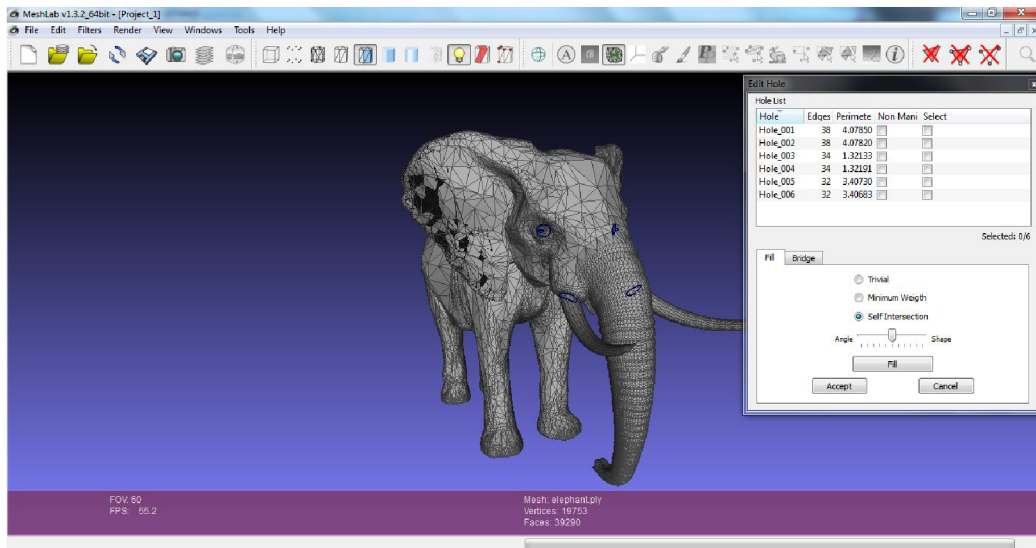 MeshLab v1.3.2_64bit - [Project_1]
File Edit Filters Render View Windows Tools Help
A
Edit Hole
Hole List
Hole Edges Perimete Non Mani Select
Hole_001 38 4.07850
Hole_002 38 4.07820
Hole_003 34 1.32133
Hole_004 34 1.32191
Hole_005 32 3.40730
Hole_006 32 3.40683
Selected: 0/6
Fill Bridge
Trivial
Minimum Weigth
Self Intersection
Angle Shape
Fill
Accept Cancel
FOV: 60
FPS: 55.2
Mesh: elephant.ply
Vertices: 19753
Faces: 39290